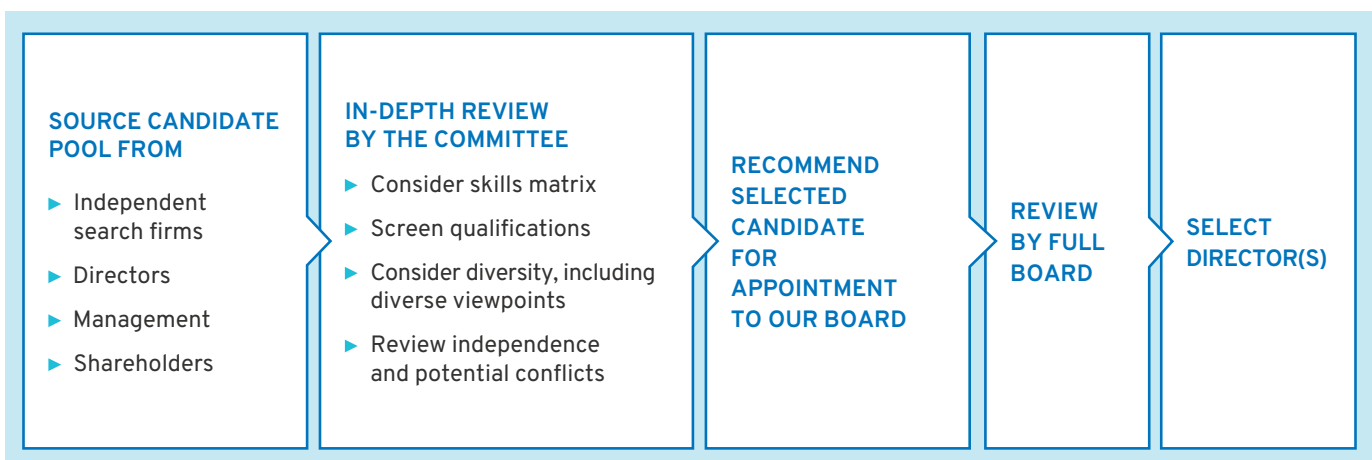 SOURCE CANDIDATE
POOL FROM
► Independent
search firms
► Directors
► Management
► Shareholders
IN-DEPTH REVIEW
BY THE COMMITTEE
► Consider skills matrix
► Screen qualifications
► Consider diversity, including
diverse viewpoints
► Review independence
and potential conflicts
RECOMMEND
SELECTED
CANDIDATE
FOR
APPOINTMENT
TO OUR BOARD
REVIEW
BY FULL
BOARD
SELECT
DIRECTOR(S)